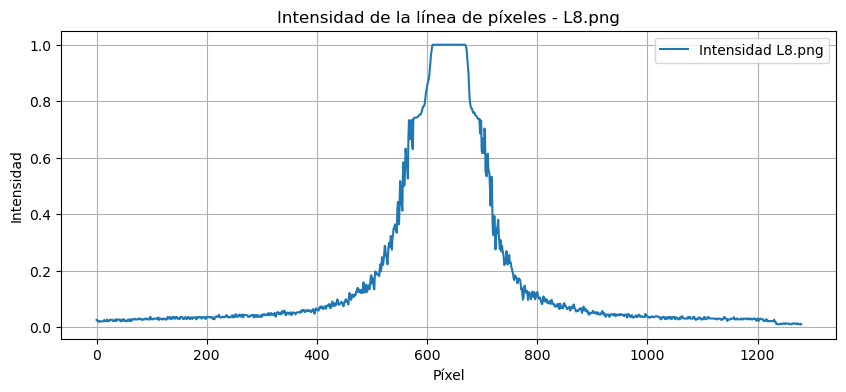 Intensidad de la línea de píxeles - L8.png
Intensidad L8.png
1.0
0.8
0.6
0.4
0.2
0.0
Intensidad
0 200 400 600 800 1000 1200
Píxel